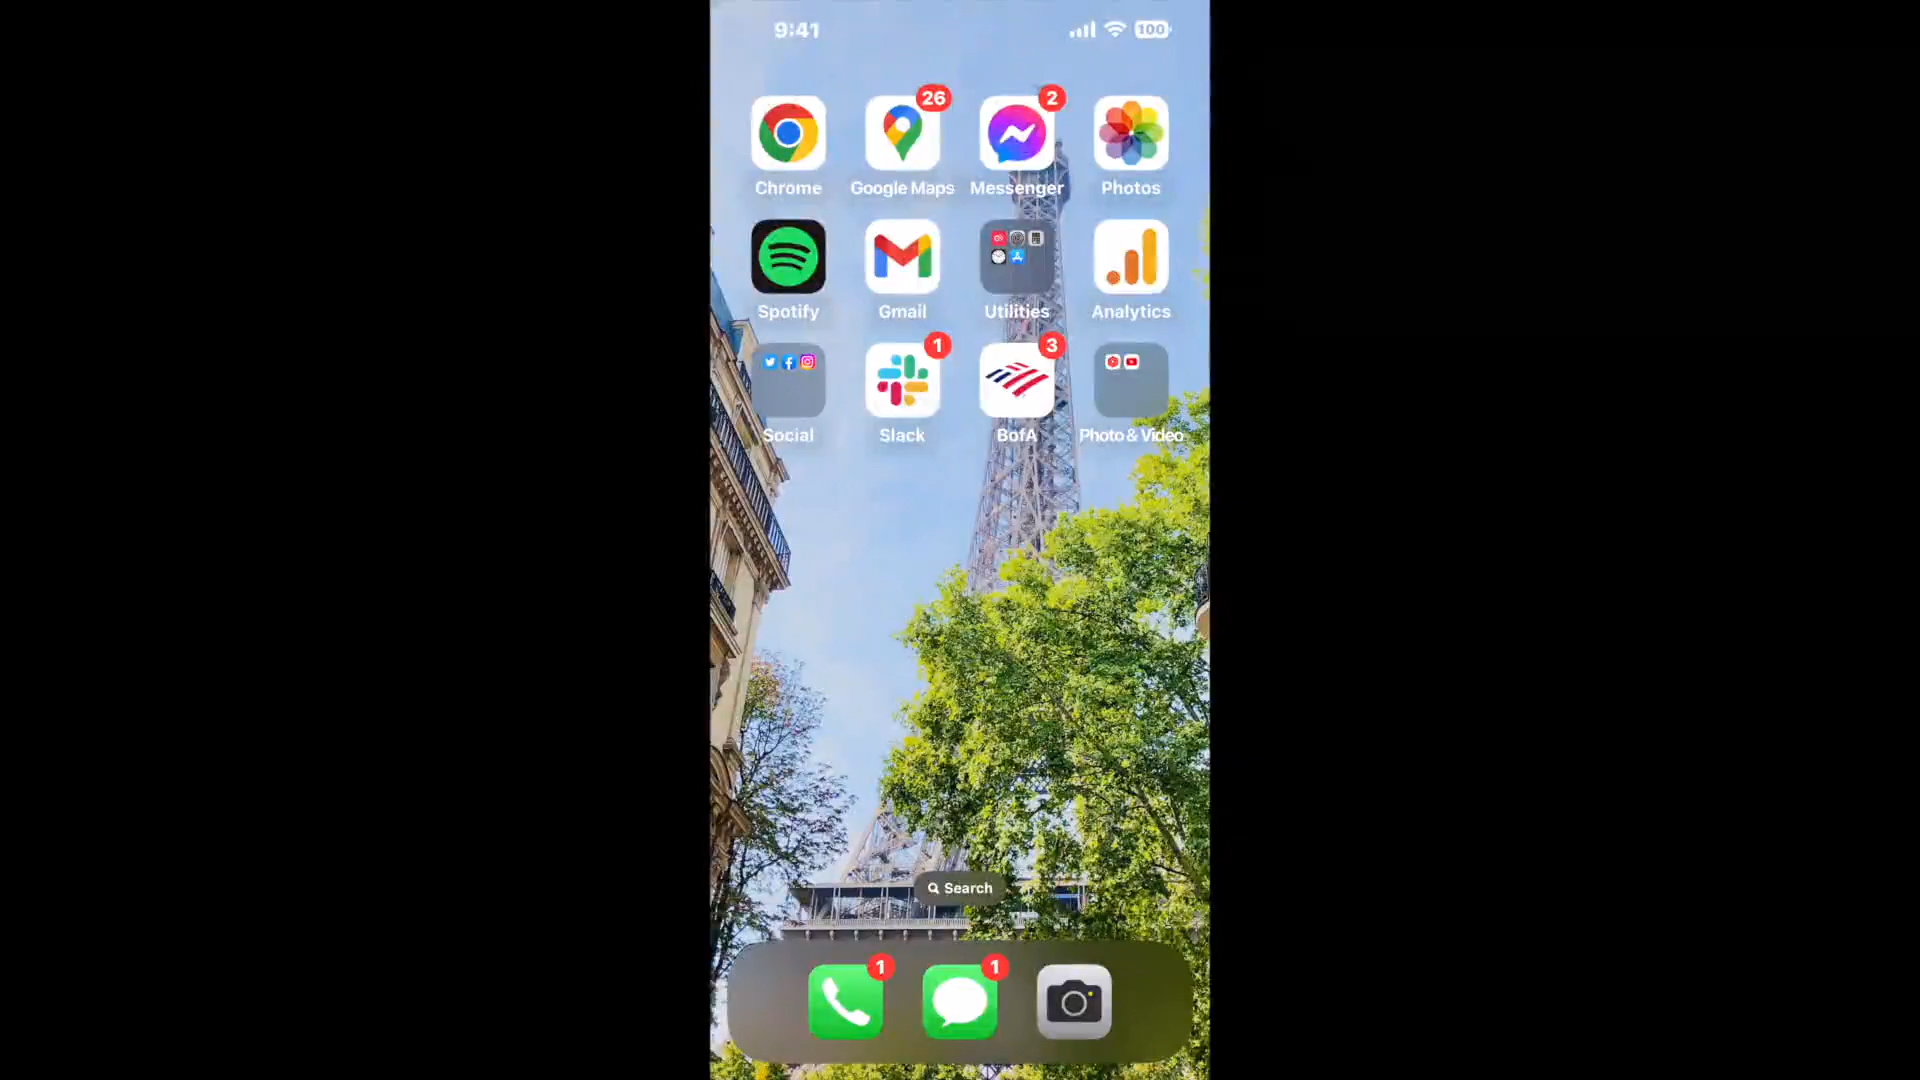 9:41
100
26
2
Chrome
Google Maps
Messenger
Photos
Spotify
Gmail
Utilities
Analytics
1
3
Social
Slack
BofA
Photo & Video
Search
1
1